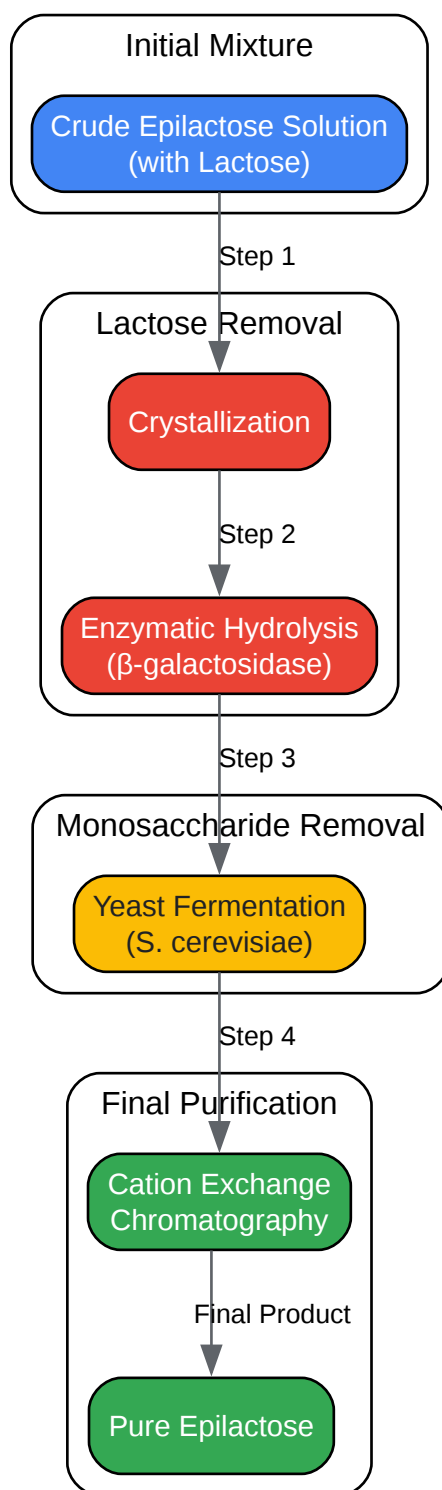 Initial Mixture
Crude Epilactose Solution
(with Lactose)
Step 1
Lactose Removal
Crystallization
Step 2
Enzymatic Hydrolysis
(β-galactosidase)
Step 3
Monosaccharide Removal
Yeast Fermentation
(S. cerevisiae)
Step 4
Final Purification
Cation Exchange
Chromatography
Final Product
Pure Epilactose